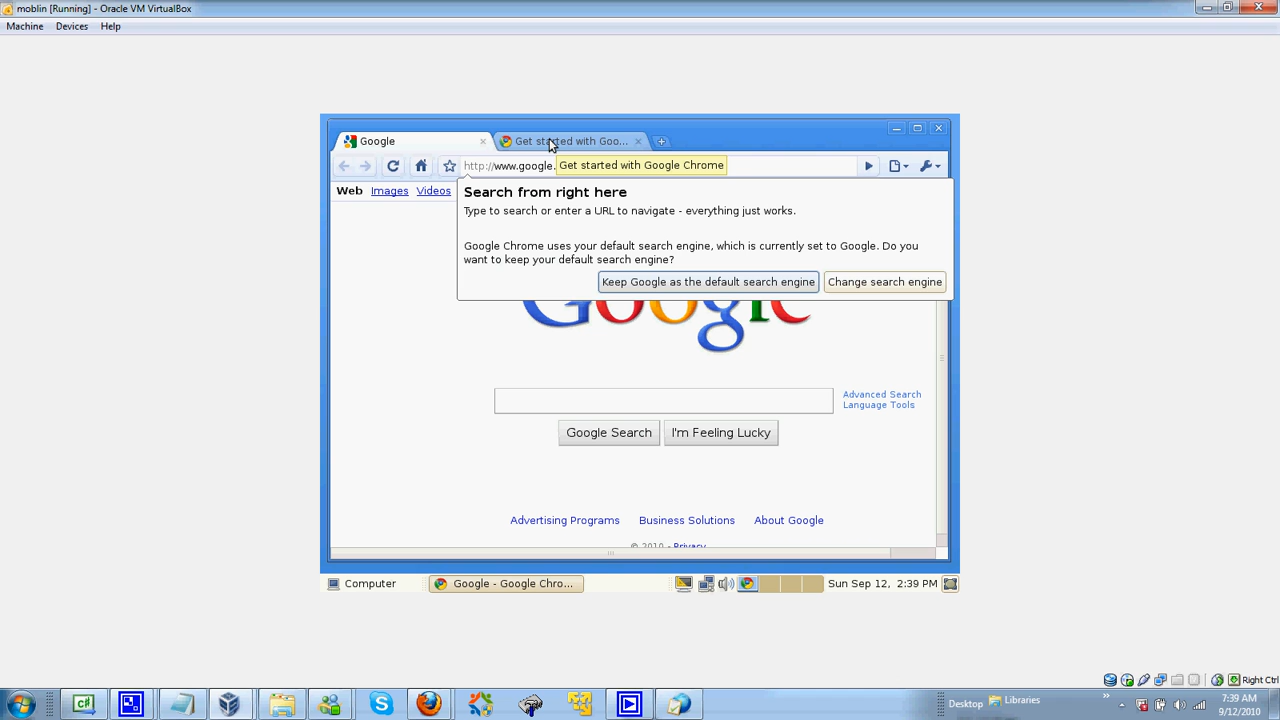 moblin [Running] - Oracle VM VirtualBox
Machine Devices Help
Google
Get started with Goo...
http://www.google.
Get started with Google Chrome
Web Images Videos
Search from right here
Type to search or enter a URL to navigate - everything just works.
Google Chrome uses your default search engine, which is currently set to Google. Do you
want to keep your default search engine?
Keep Google as the default search engine
Change search engine
Google
Advanced Search
Language Tools
Google Search
I'm Feeling Lucky
Advertising Programs Business Solutions About Google
© 2010 - Privacy
Computer
Google - Google Chro...
Sun Sep 12, 2:39 PM
Right Ctrl
C#
Desktop
Libraries
7:39 AM
9/12/2010